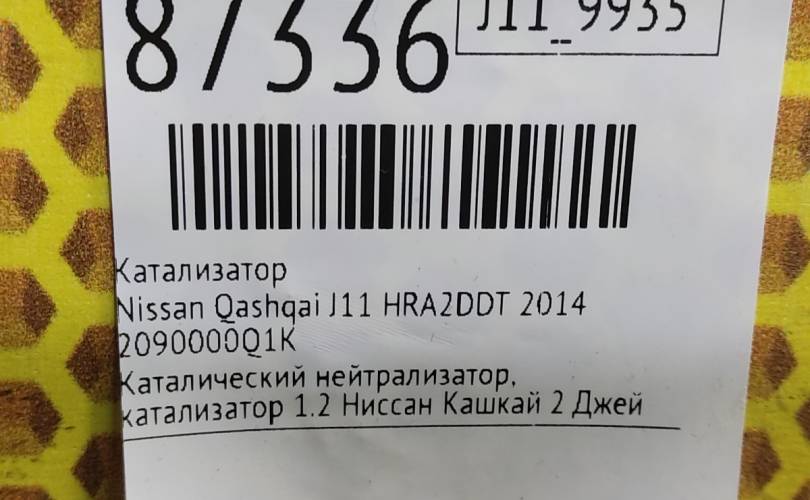 87336
J11_9935
Катализатор
Nissan Qashqai J11 HRA2DDT 2014
2090000Q1K
Каталический нейтрализатор,
катализатор 1.2 Ниссан Кашкай 2 Джей